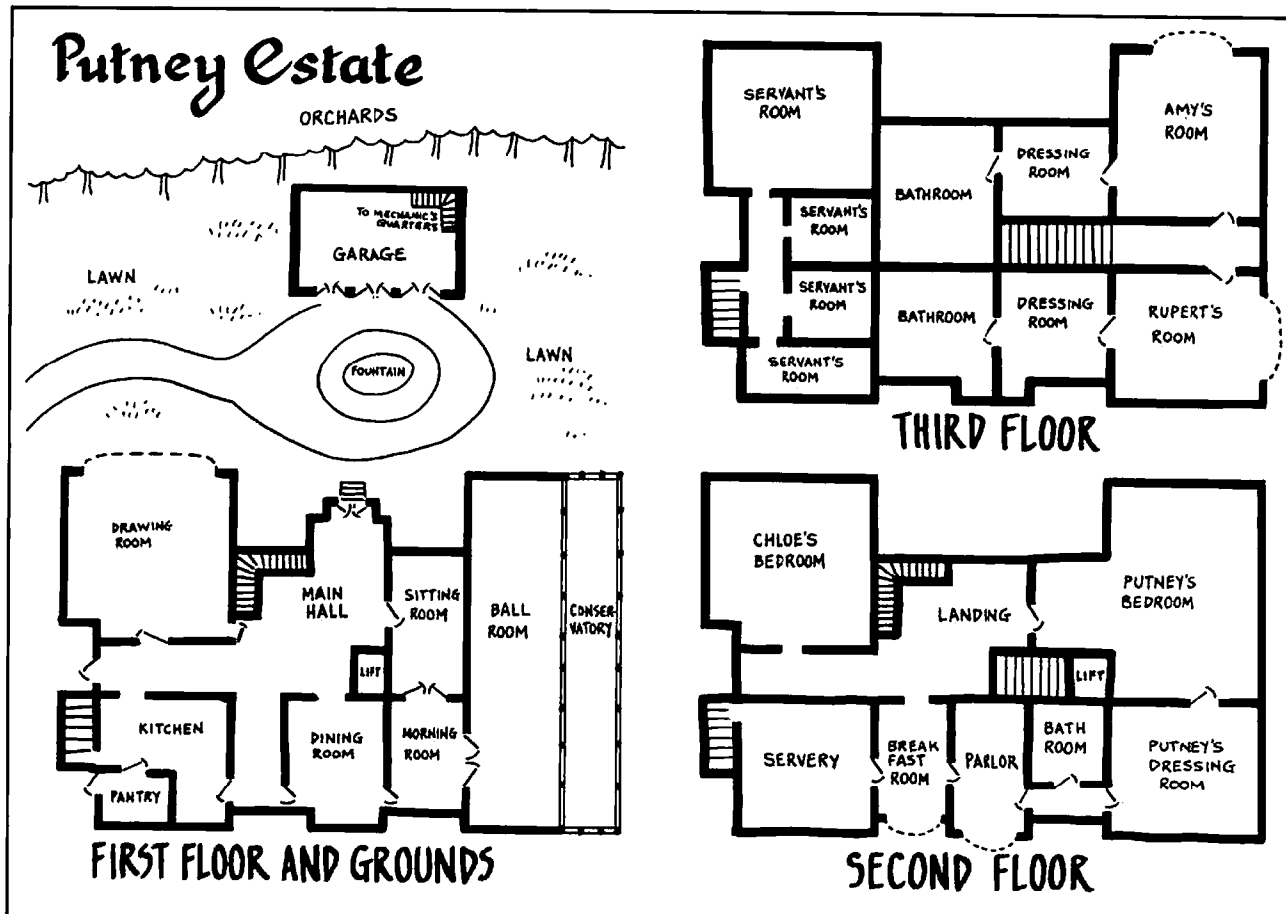 Putney Estate
ORCHARDS
TO MECHANIC'S
QUARTERS
GARAGE
LAWN
LAWN
FOUNTAIN
DRAWING
ROOM
MAIN
HALL
SITTING
ROOM
BALL
ROOM
CONSER
VATORY
LIFT
KITCHEN
DINING
ROOM
MORNING
ROOM
PANTRY
FIRST FLOOR AND GROUNDS
SERVANT'S
ROOM
AMY'S
ROOM
DRESSING
ROOM
BATHROOM
SERVANT'S
ROOM
SERVANT'S
ROOM
BATHROOM
DRESSING
ROOM
RUPERT'S
ROOM
SERVANT'S
ROOM
THIRD FLOOR
CHLOE'S
BEDROOM
PUTNEY'S
BEDROOM
LANDING
LIFT
SERVERY
BREAK
FAST
ROOM
PARLOR
BATH
ROOM
PUTNEY'S
DRESSING
ROOM
SECOND FLOOR